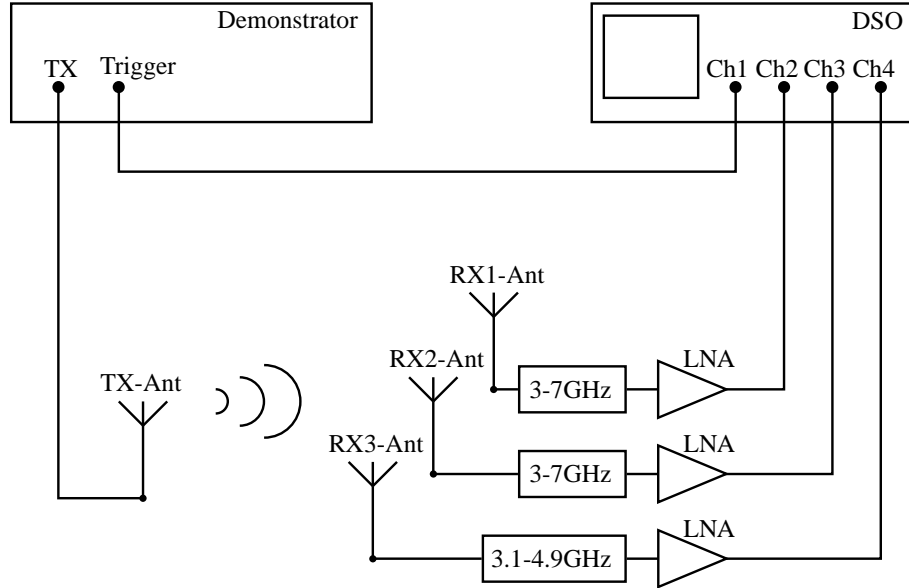 Demonstrator
DSO
TX
Trigger
Ch1
Ch2
Ch3
Ch4
RX1-Ant
RX2-Ant
LNA
TX-Ant
3-7GHz
RX3-Ant
LNA
3-7GHz
LNA
3.1-4.9GHz